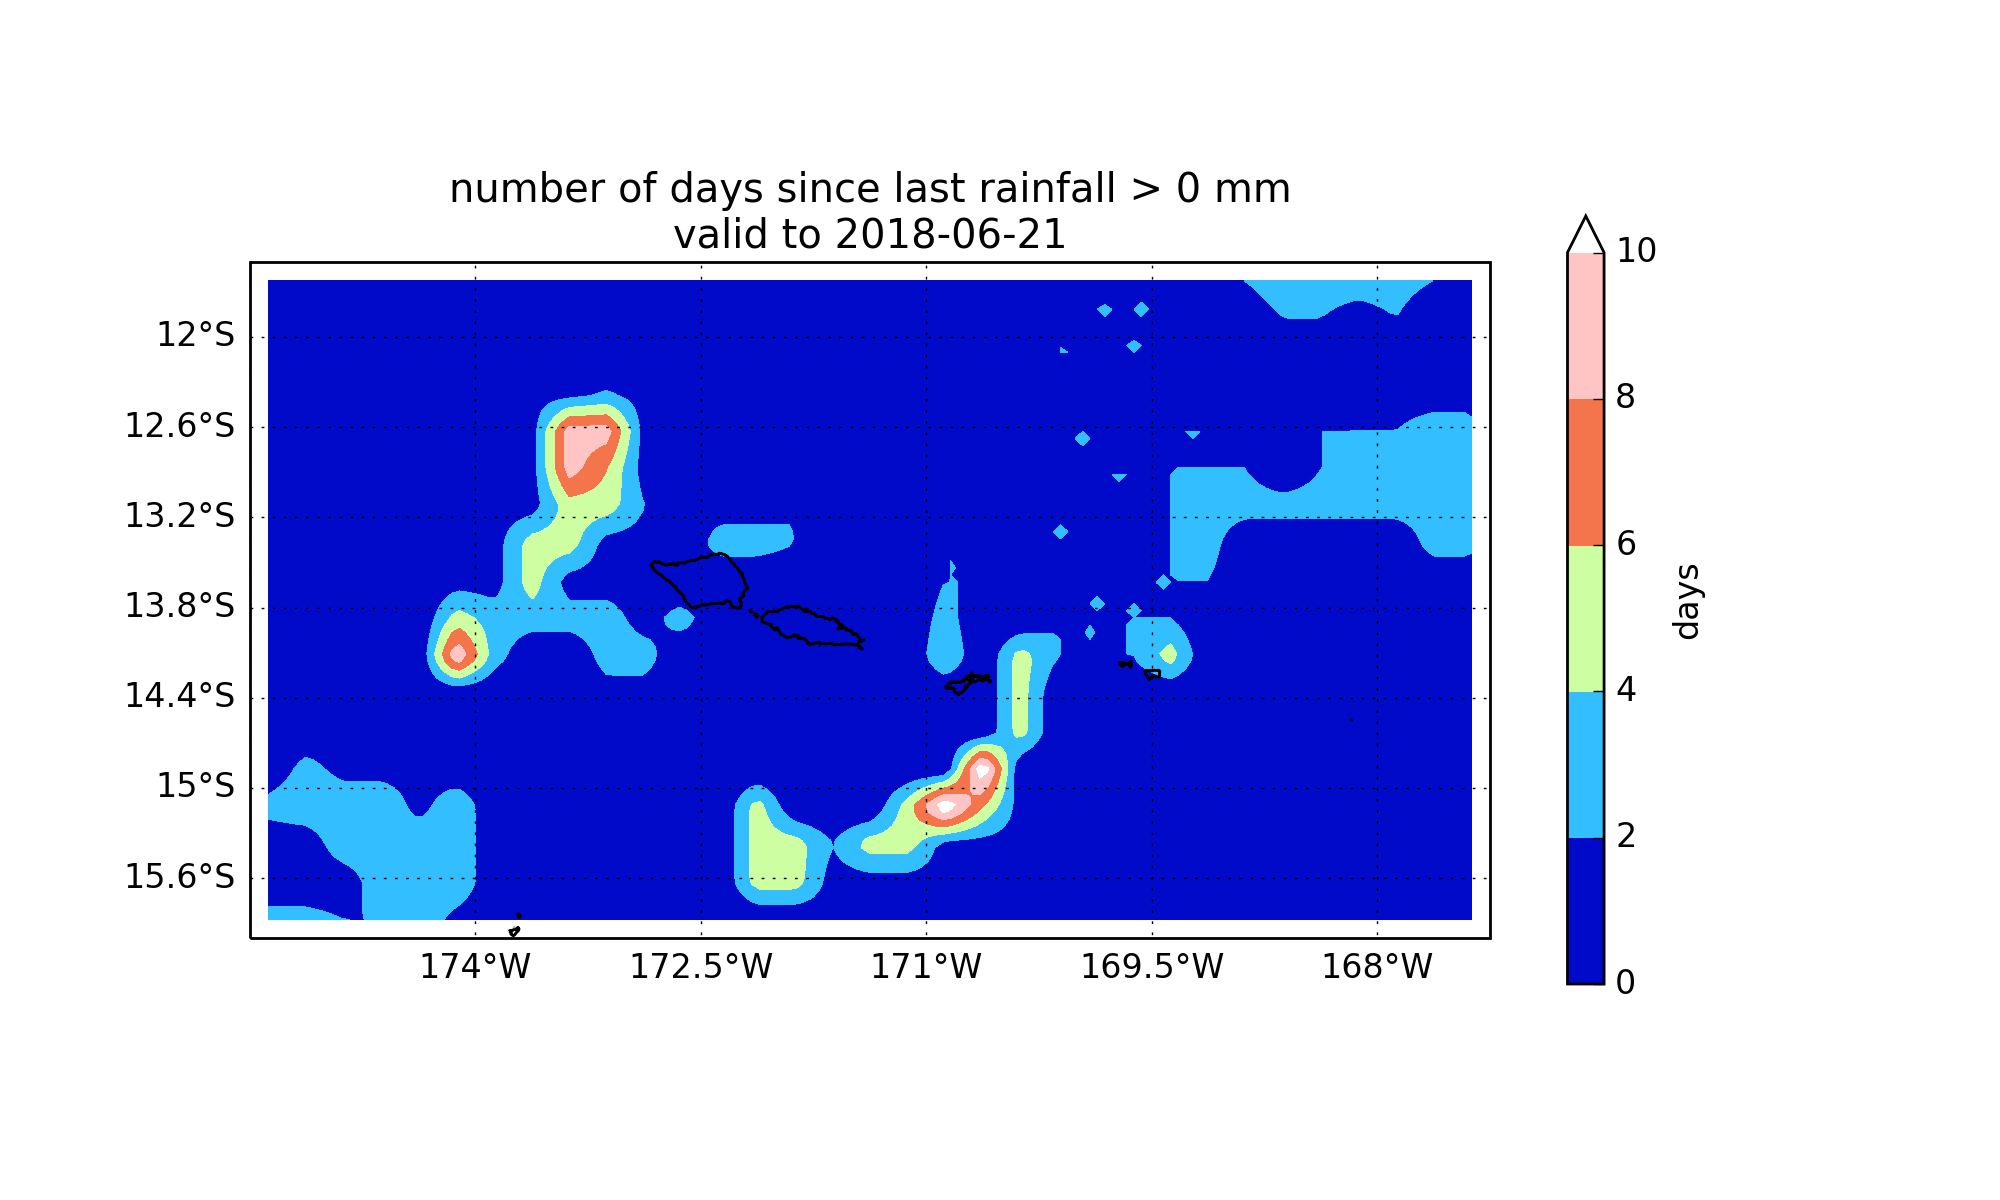 number of days since last rainfall > 0 mm
valid to 2018-06-21
12°S
12.6°S
13.2°S
13.8°S
14.4°S
15°S
15.6°S
174°W
172.5°W
171°W
169.5°W
168°W
10
8
6
4
2
0
days